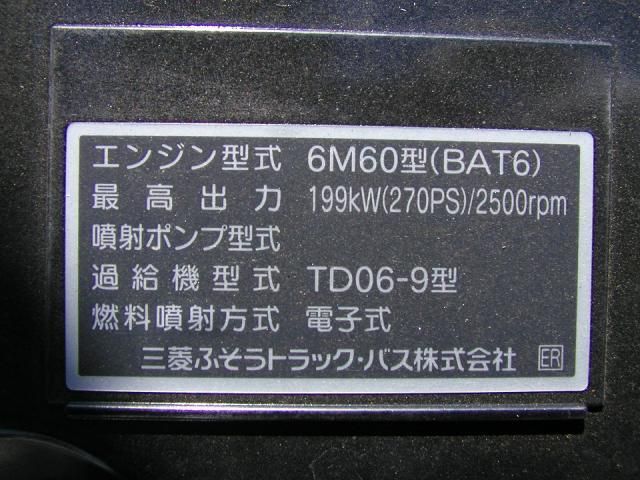 エンジン型式 6M60型(BAT6)
最高出力 199kW(270PS)/2500rpm
噴射ポンプ型式
過給機型式 TD06-9型
燃料噴射方式 電子式
三菱ふそうトラック・バス株式会社 ER